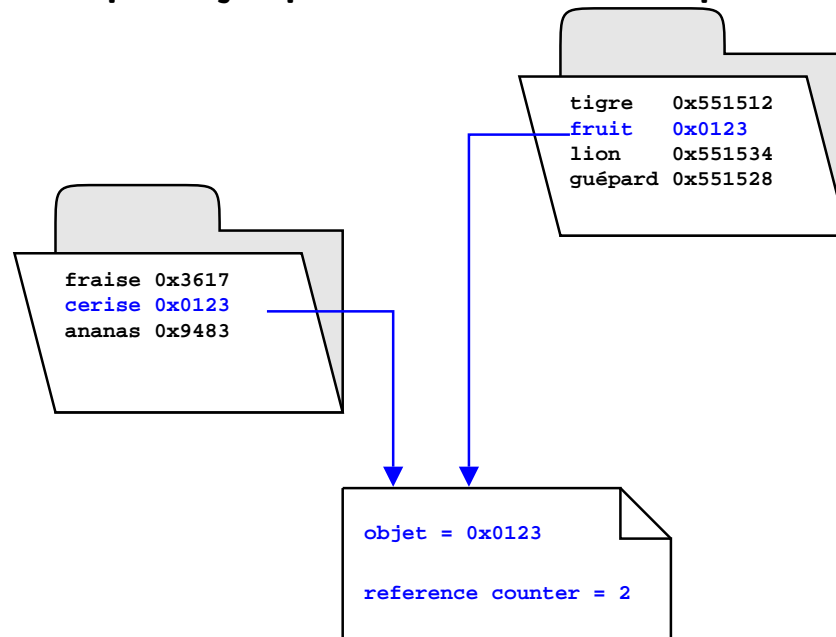 tigre 0x551512
fruit 0x0123
lion 0x551534
guépard 0x551528
fraise 0x3617
cerise 0x0123
ananas 0x9483
objet = 0x0123
reference counter = 2